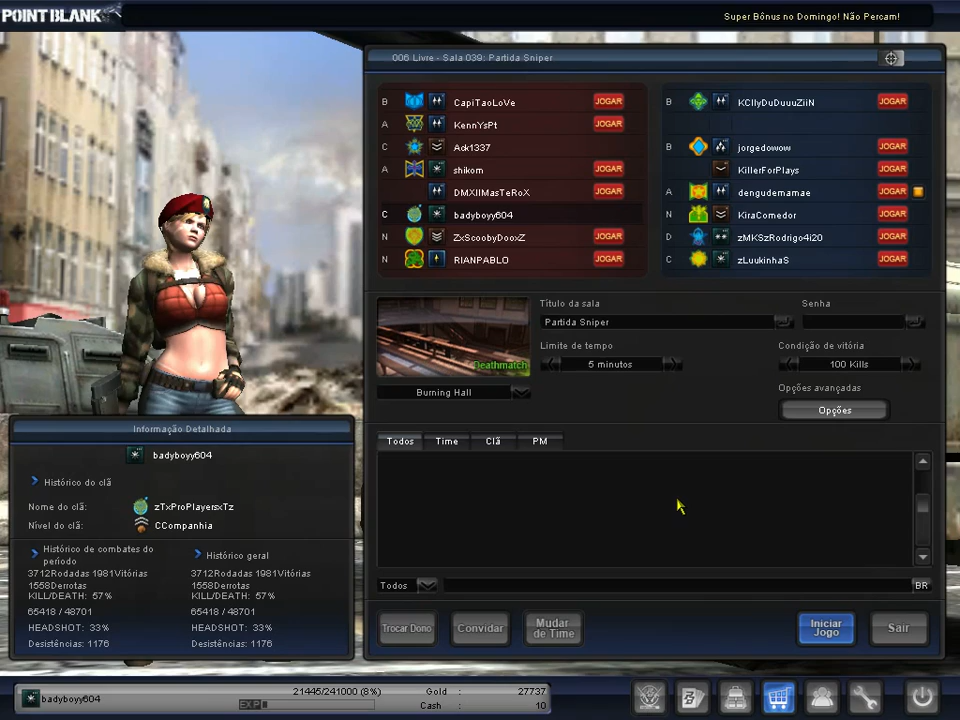 POINT BLANK
Super Bônus no Domingo! Não Percam!
006 Livre - Sala 039: Partida Sniper
B CapiTaoLoVe JOGAR
A KennYsPt JOGAR
C Ack1337
A shikom JOGAR
DMXIIMasTeRoX JOGAR
C badyboyy604
N ZxScoobyDooxZ JOGAR
N RIANPABLO JOGAR
B KCllyDuDuuuZiiN JOGAR
B jorgedowow JOGAR
KillerForPlays JOGAR
A dengudemamae JOGAR
N KiraComedor JOGAR
D zMKSzRodrigo4i20 JOGAR
C zLuukinhaS JOGAR
Deathmatch
Burning Hall
Título da sala
Partida Sniper
Senha
Limite de tempo
5 minutos
Condição de vitória
100 Kills
Opções avançadas
Opções
Todos Time Clã PM
Todos BR
Trocar Dono
Convidar
Mudar
de Time
Iniciar
Jogo
Sair
Informação Detalhada
badyboyy604
Histórico do clã
Nome do clã: zTxProPlayersxTz
Nível do clã: CCompanhia
Histórico de combates do
período
3712Rodadas 1981Vitórias
1558Derrotas
KILL/DEATH: 57%
65418 / 48701
HEADSHOT: 33%
Desistências: 1176
Histórico geral
3712Rodadas 1981Vitórias
1558Derrotas
KILL/DEATH: 57%
65418 / 48701
HEADSHOT: 33%
Desistências: 1176
badyboyy604
21445/241000 (8%)
EXP
Gold : 27737
Cash : 10